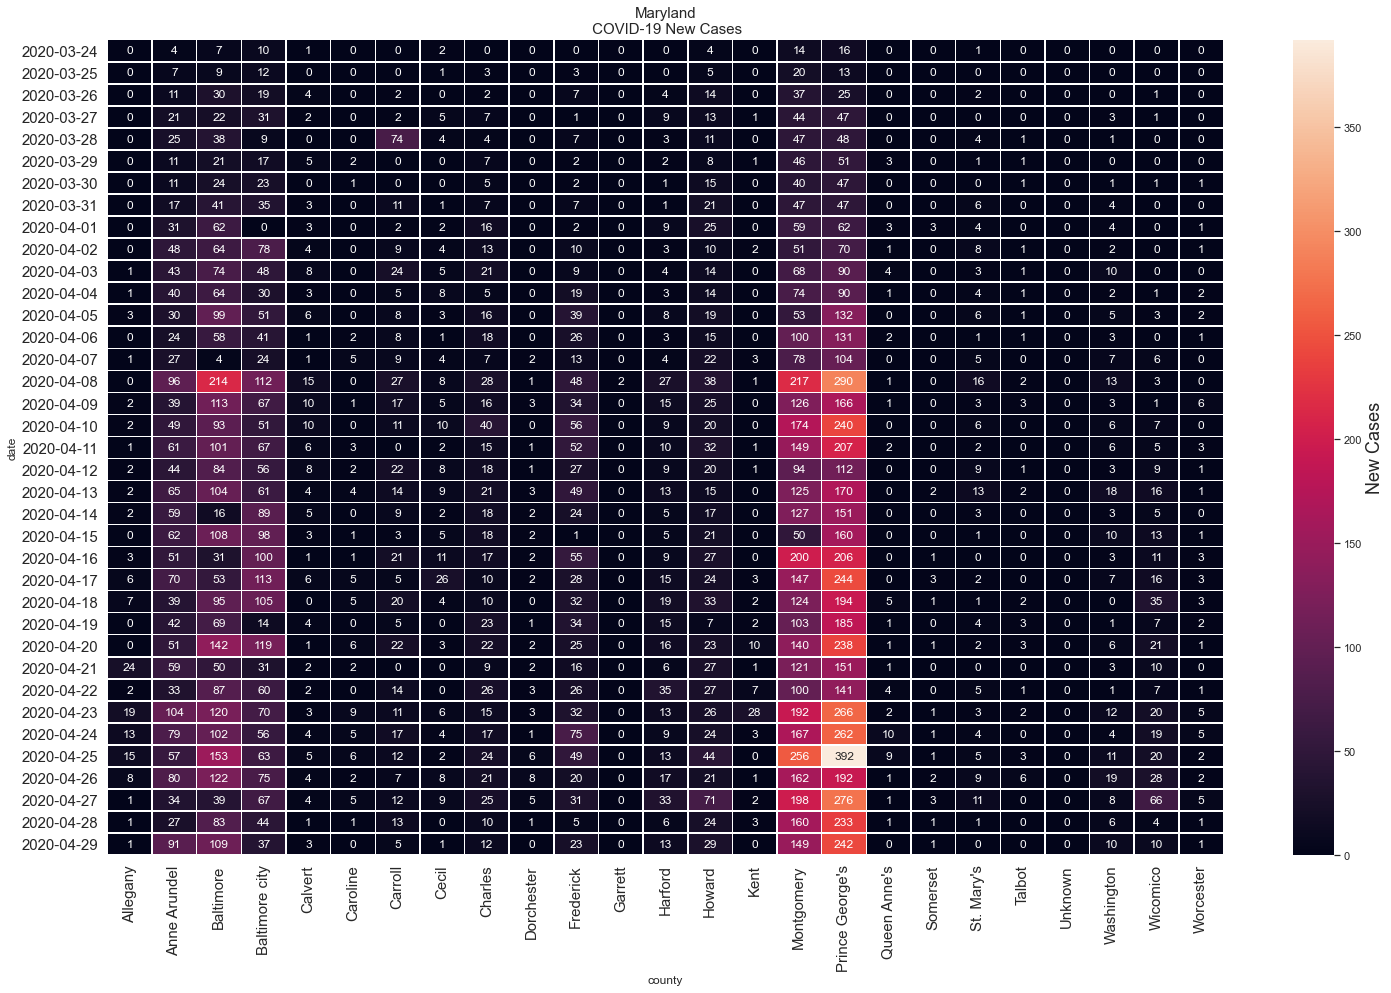 Maryland
COVID-19 New Cases
2020-03-24 0 4 7 10 1 0 0 2 0 0 0 0 0 4 0 14 16 0 0 1 0 0 0 0 0
2020-03-25 0 7 9 12 0 0 0 1 3 0 3 0 0 5 0 20 13 0 0 0 0 0 0 0 0
2020-03-26 0 11 30 19 4 0 2 0 2 0 7 0 4 14 0 37 25 0 0 2 0 0 0 1 0
2020-03-27 0 21 22 31 2 0 2 5 7 0 1 0 9 13 1 44 47 0 0 0 0 0 3 1 0
2020-03-28 0 25 38 9 0 0 74 4 4 0 7 0 3 11 0 47 48 0 0 4 1 0 1 0 0
2020-03-29 0 11 21 17 5 2 0 0 7 0 2 0 2 8 1 46 51 3 0 1 1 0 0 0 0
2020-03-30 0 11 24 23 0 1 0 0 5 0 2 0 1 15 0 40 47 0 0 0 1 0 1 1 1
2020-03-31 0 17 41 35 3 0 11 1 7 0 7 0 1 21 0 47 47 0 0 6 0 0 4 0 0
2020-04-01 0 31 62 0 3 0 2 2 16 0 2 0 9 25 0 59 62 3 3 4 0 0 4 0 1
2020-04-02 0 48 64 78 4 0 9 4 13 0 10 0 3 10 2 51 70 1 0 8 1 0 2 0 1
2020-04-03 1 43 74 48 8 0 24 5 21 0 9 0 4 14 0 68 90 4 0 3 1 0 10 0 0
2020-04-04 1 40 64 30 3 0 5 8 5 0 19 0 3 14 0 74 90 1 0 4 1 0 2 1 2
2020-04-05 3 30 99 51 6 0 8 3 16 0 39 0 8 19 0 53 132 0 0 6 1 0 5 3 2
2020-04-06 0 24 58 41 1 2 8 1 18 0 26 0 3 15 0 100 131 2 0 1 1 0 3 0 1
2020-04-07 1 27 4 24 1 5 9 4 7 2 13 0 4 22 3 78 104 0 0 5 0 0 7 6 0
2020-04-08 0 96 214 112 15 0 27 8 28 1 48 2 27 38 1 217 290 1 0 16 2 0 13 3 0
2020-04-09 2 39 113 67 10 1 17 5 16 3 34 0 15 25 0 126 166 1 0 3 3 0 3 1 6
2020-04-10 2 49 93 51 10 0 11 10 40 0 56 0 9 20 0 174 240 0 0 6 0 0 6 7 0
2020-04-11 1 61 101 67 6 3 0 2 15 1 52 0 10 32 1 149 207 2 0 2 0 0 6 5 3
2020-04-12 2 44 84 56 8 2 22 8 18 1 27 0 9 20 1 94 112 0 0 9 1 0 3 9 1
2020-04-13 2 65 104 61 4 4 14 9 21 3 49 0 13 15 0 125 170 0 2 13 2 0 18 16 1
2020-04-14 2 59 16 89 5 0 9 2 18 2 24 0 5 17 0 127 151 0 0 3 0 0 3 5 0
2020-04-15 0 62 108 98 3 1 3 5 18 2 1 0 5 21 0 50 160 0 0 1 0 0 10 13 1
2020-04-16 3 51 31 100 1 1 21 11 17 2 55 0 9 27 0 200 206 0 1 0 0 0 3 11 3
2020-04-17 6 70 53 113 6 5 5 26 10 2 28 0 15 24 3 147 244 0 3 2 0 0 7 16 3
2020-04-18 7 39 95 105 0 5 20 4 10 0 32 0 19 33 2 124 194 5 1 1 2 0 0 35 3
2020-04-19 0 42 69 14 4 0 5 0 23 1 34 0 15 7 2 103 185 1 0 4 3 0 1 7 2
2020-04-20 0 51 142 119 1 6 22 3 22 2 25 0 16 23 10 140 238 1 1 2 3 0 6 21 1
2020-04-21 24 59 50 31 2 2 0 0 9 2 16 0 6 27 1 121 151 1 0 0 0 0 3 10 0
2020-04-22 2 33 87 60 2 0 14 0 26 3 26 0 35 27 7 100 141 4 0 5 1 0 1 7 1
2020-04-23 19 104 120 70 3 9 11 6 15 3 32 0 13 26 28 192 266 2 1 3 2 0 12 20 5
2020-04-24 13 79 102 56 4 5 17 4 17 1 75 0 9 24 3 167 262 10 1 4 0 0 4 19 5
2020-04-25 15 57 153 63 5 6 12 2 24 6 49 0 13 44 0 256 392 9 1 5 3 0 11 20 2
2020-04-26 8 80 122 75 4 2 7 8 21 8 20 0 17 21 1 162 192 1 2 9 6 0 19 28 2
2020-04-27 1 34 39 67 4 5 12 9 25 5 31 0 33 71 2 198 276 1 3 11 0 0 8 66 5
2020-04-28 1 27 83 44 1 1 13 0 10 1 5 0 6 24 3 160 233 1 1 1 0 0 6 4 1
2020-04-29 1 91 109 37 3 0 5 1 12 0 23 0 13 29 0 149 242 0 1 0 0 0 10 10 1
date
Allegany
Anne Arundel
Baltimore
Baltimore city
Calvert
Caroline
Carroll
Cecil
Charles
Dorchester
Frederick
Garrett
Harford
Howard
Kent
Montgomery
Prince George's
Queen Anne's
Somerset
St. Mary's
Talbot
Unknown
Washington
Wicomico
Worcester
county
350
300
250
200
150
100
50
0
New Cases